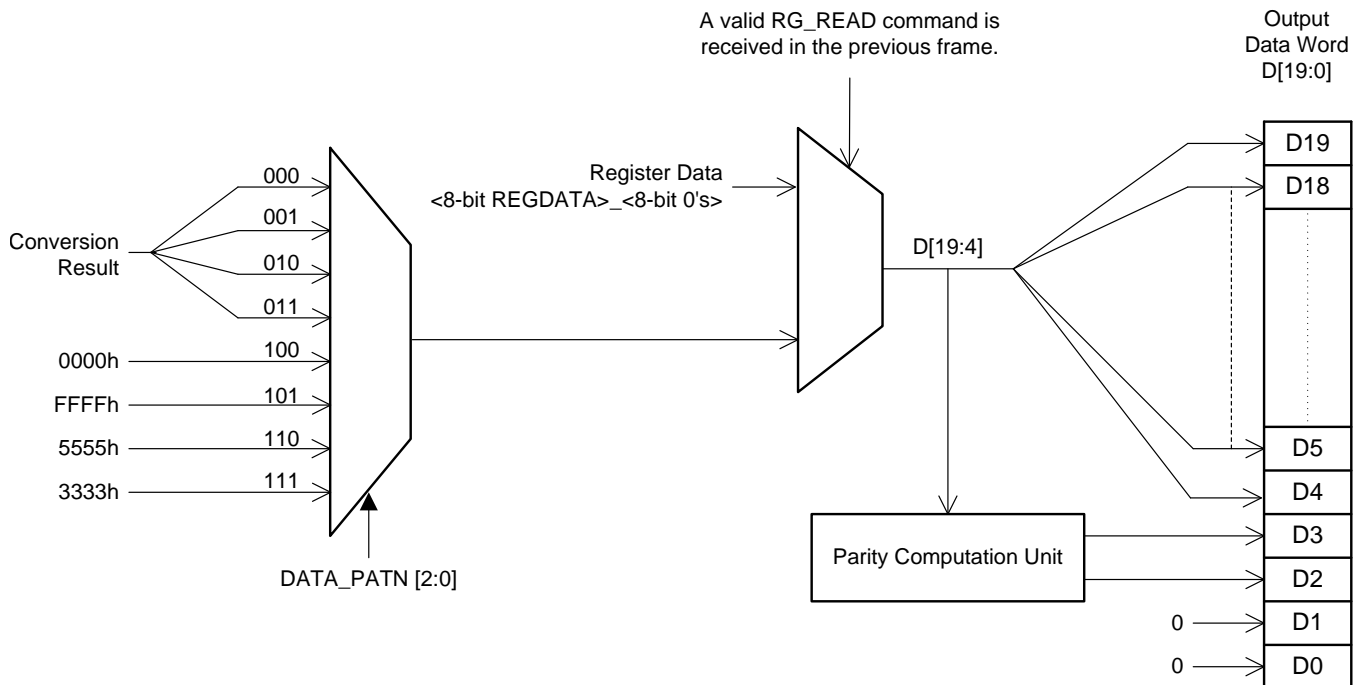 A valid RG_READ command is
received in the previous frame.
Output
Data Word
D[19:0]
Conversion
Result
000
001
010
011
0000h
100
FFFFh
101
5555h
110
3333h
111
DATA_PATN [2:0]
Register Data
<8-bit REGDATA>_<8-bit 0's>
D[19:4]
Parity Computation Unit
D19
D18
D5
D4
D3
D2
0
D1
0
D0